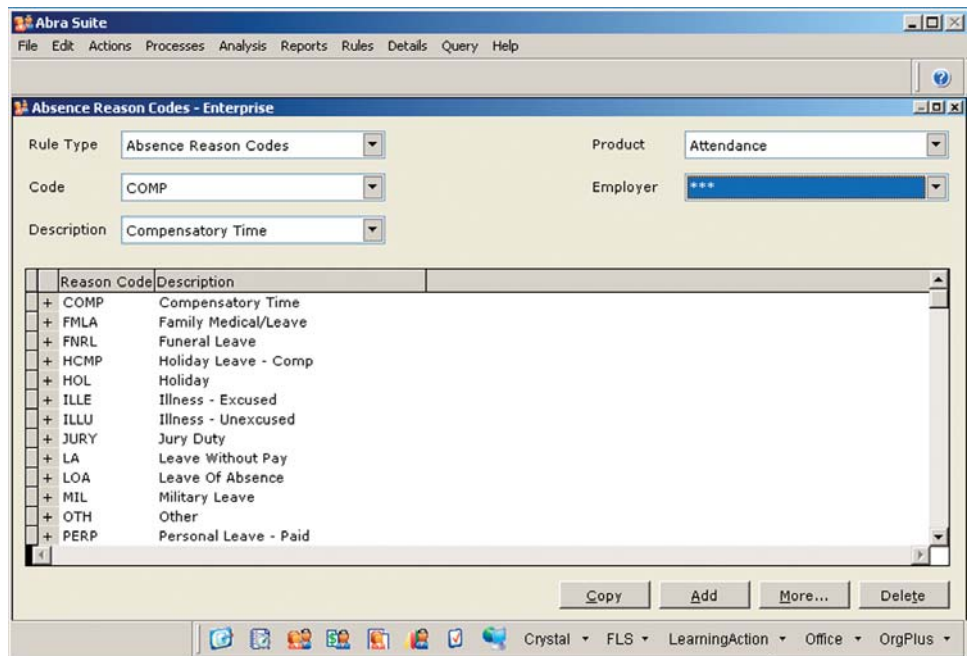 Abra Suite
File Edit Actions Processes Analysis Reports Rules Details Query Help
Absence Reason Codes - Enterprise
Rule Type Absence Reason Codes Product Attendance
Code COMP Employer ***
Description Compensatory Time
Reason Code Description
+ COMP Compensatory Time
+ FMLA Family Medical/Leave
+ FNRL Funeral Leave
+ HCMP Holiday Leave - Comp
+ HOL Holiday
+ ILLE Illness - Excused
+ ILLU Illness - Unexcused
+ JURY Jury Duty
+ LA Leave Without Pay
+ LOA Leave Of Absence
+ MIL Military Leave
+ OTH Other
+ PERP Personal Leave - Paid
Copy Add More... Delete
Crystal FLS LearningAction Office OrgPlus